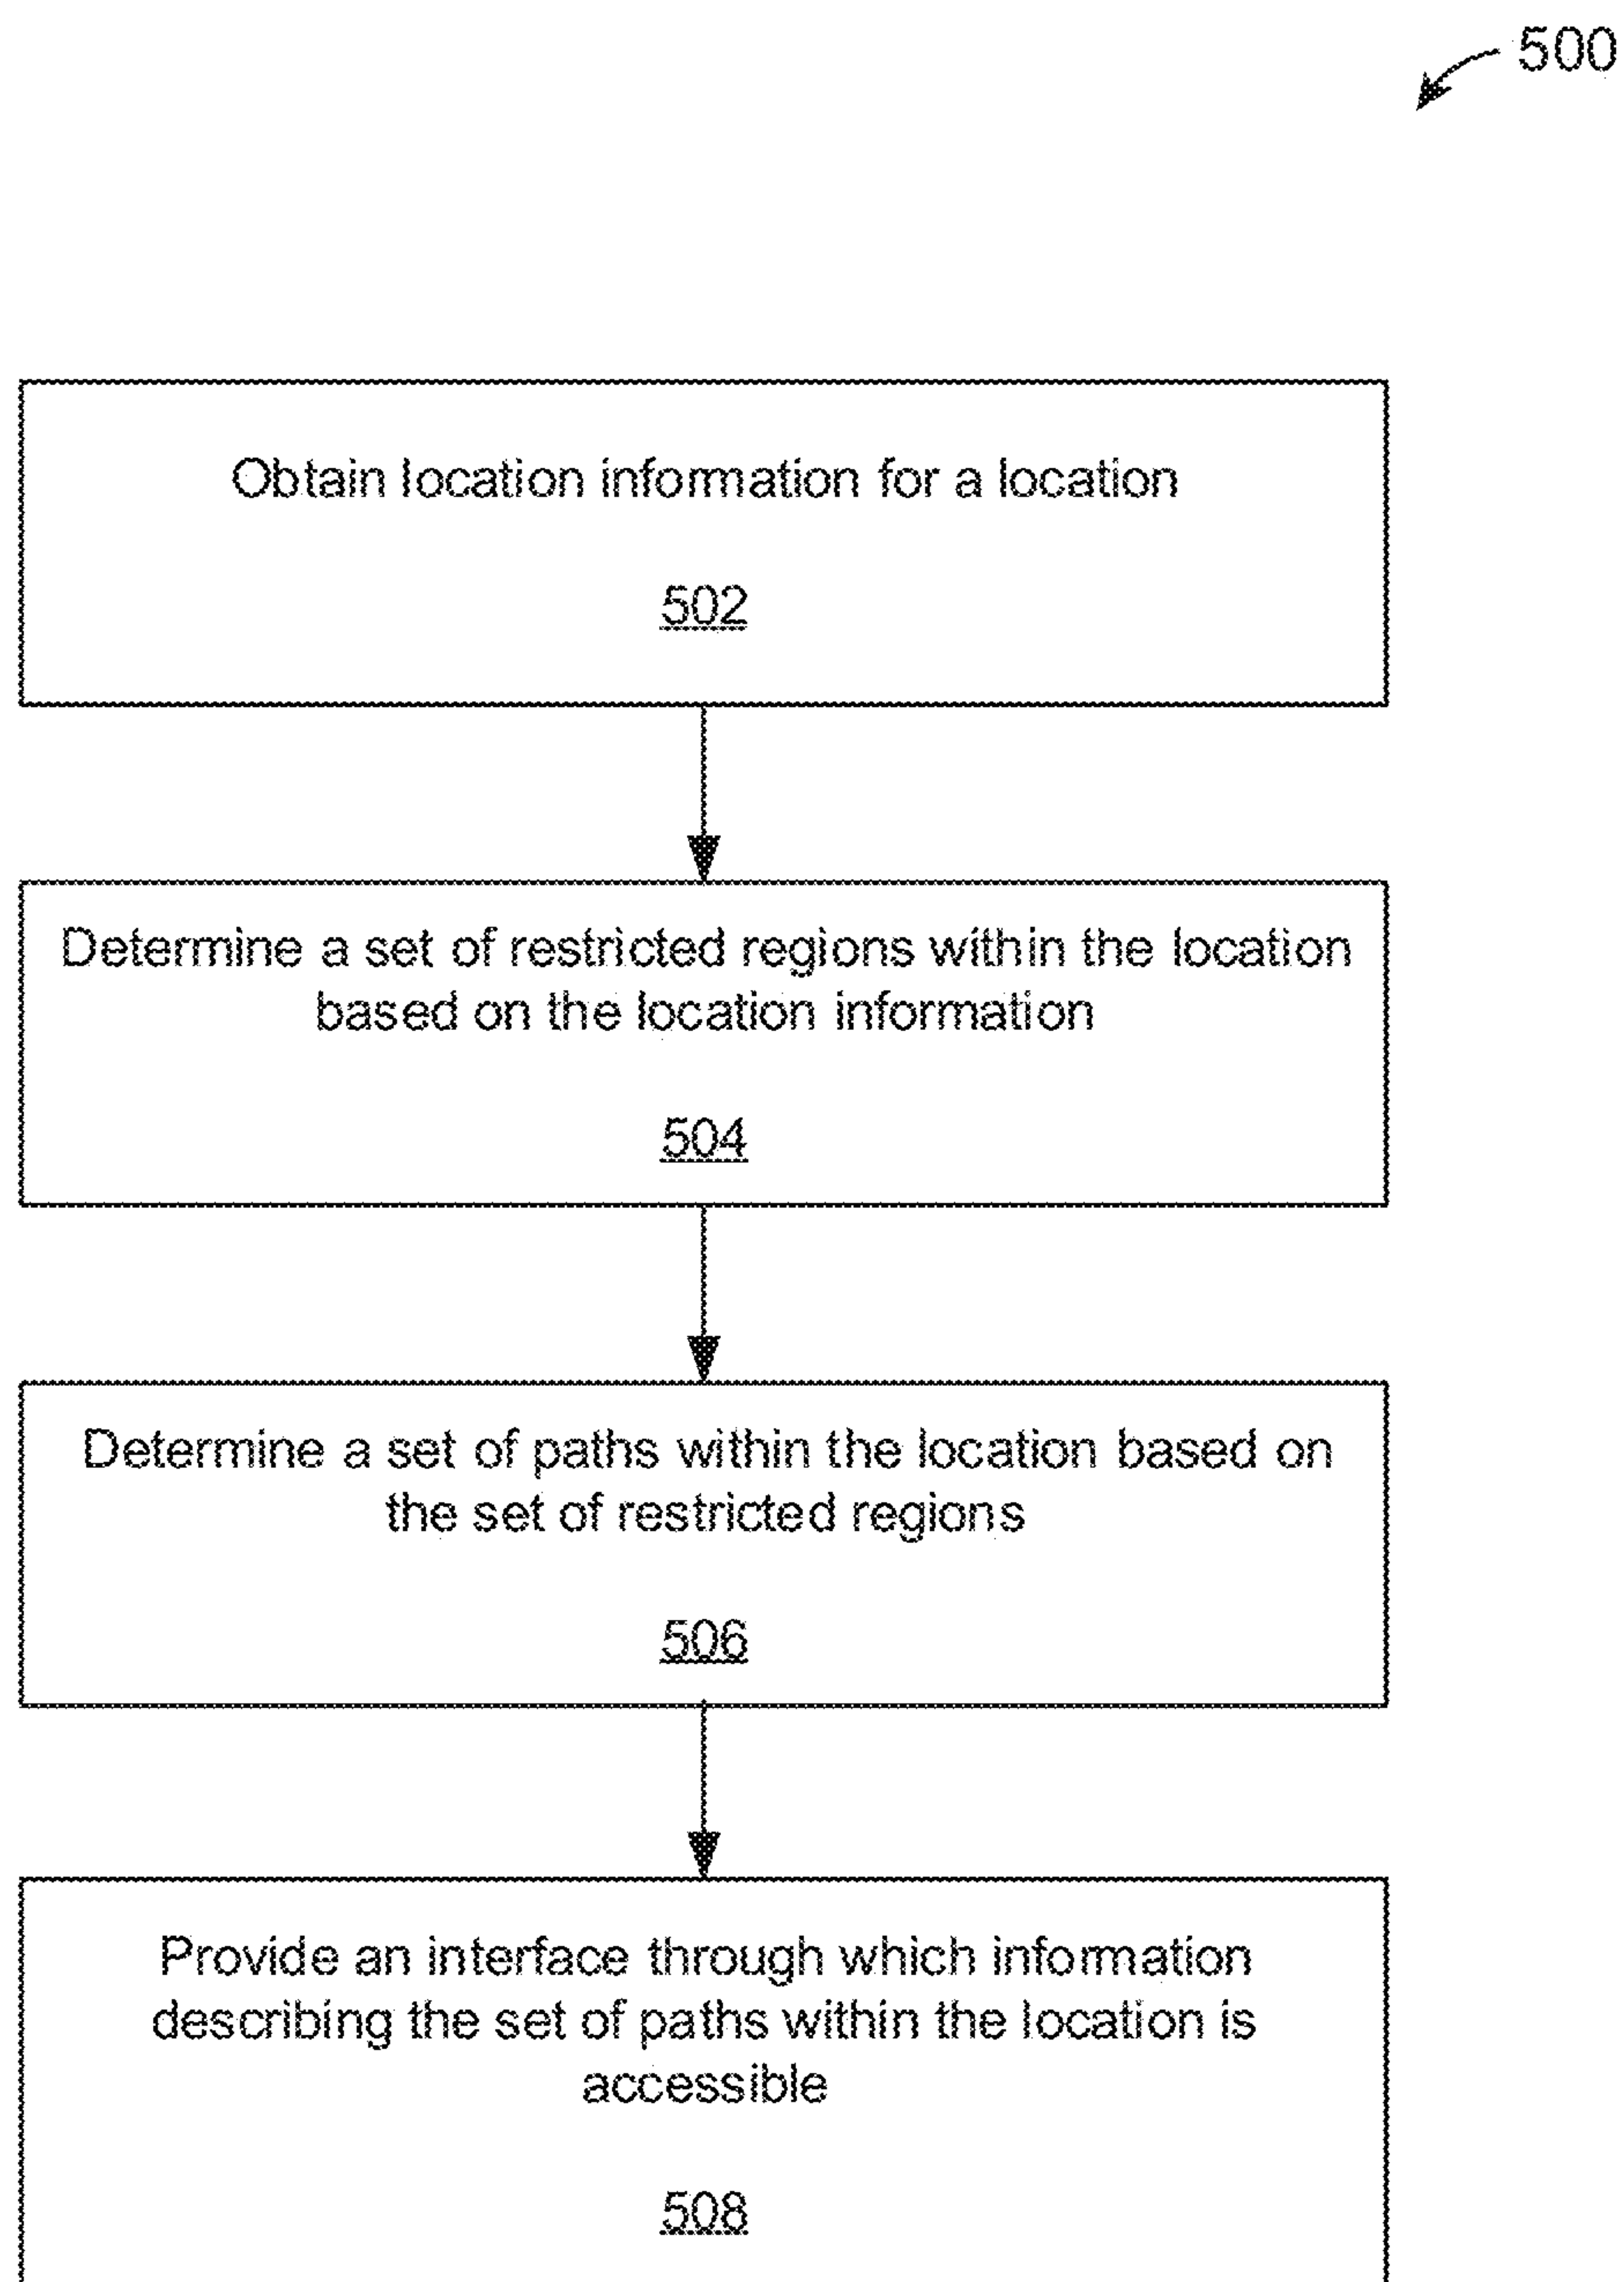 500
Obtain location information for a location
502
Determine a set of restricted regions within the location
based on the location information
504
Determine a set of paths within the location based on
the set of restricted regions
506
Provide an interface through which information
describing the set of paths within the location is
accessible
508